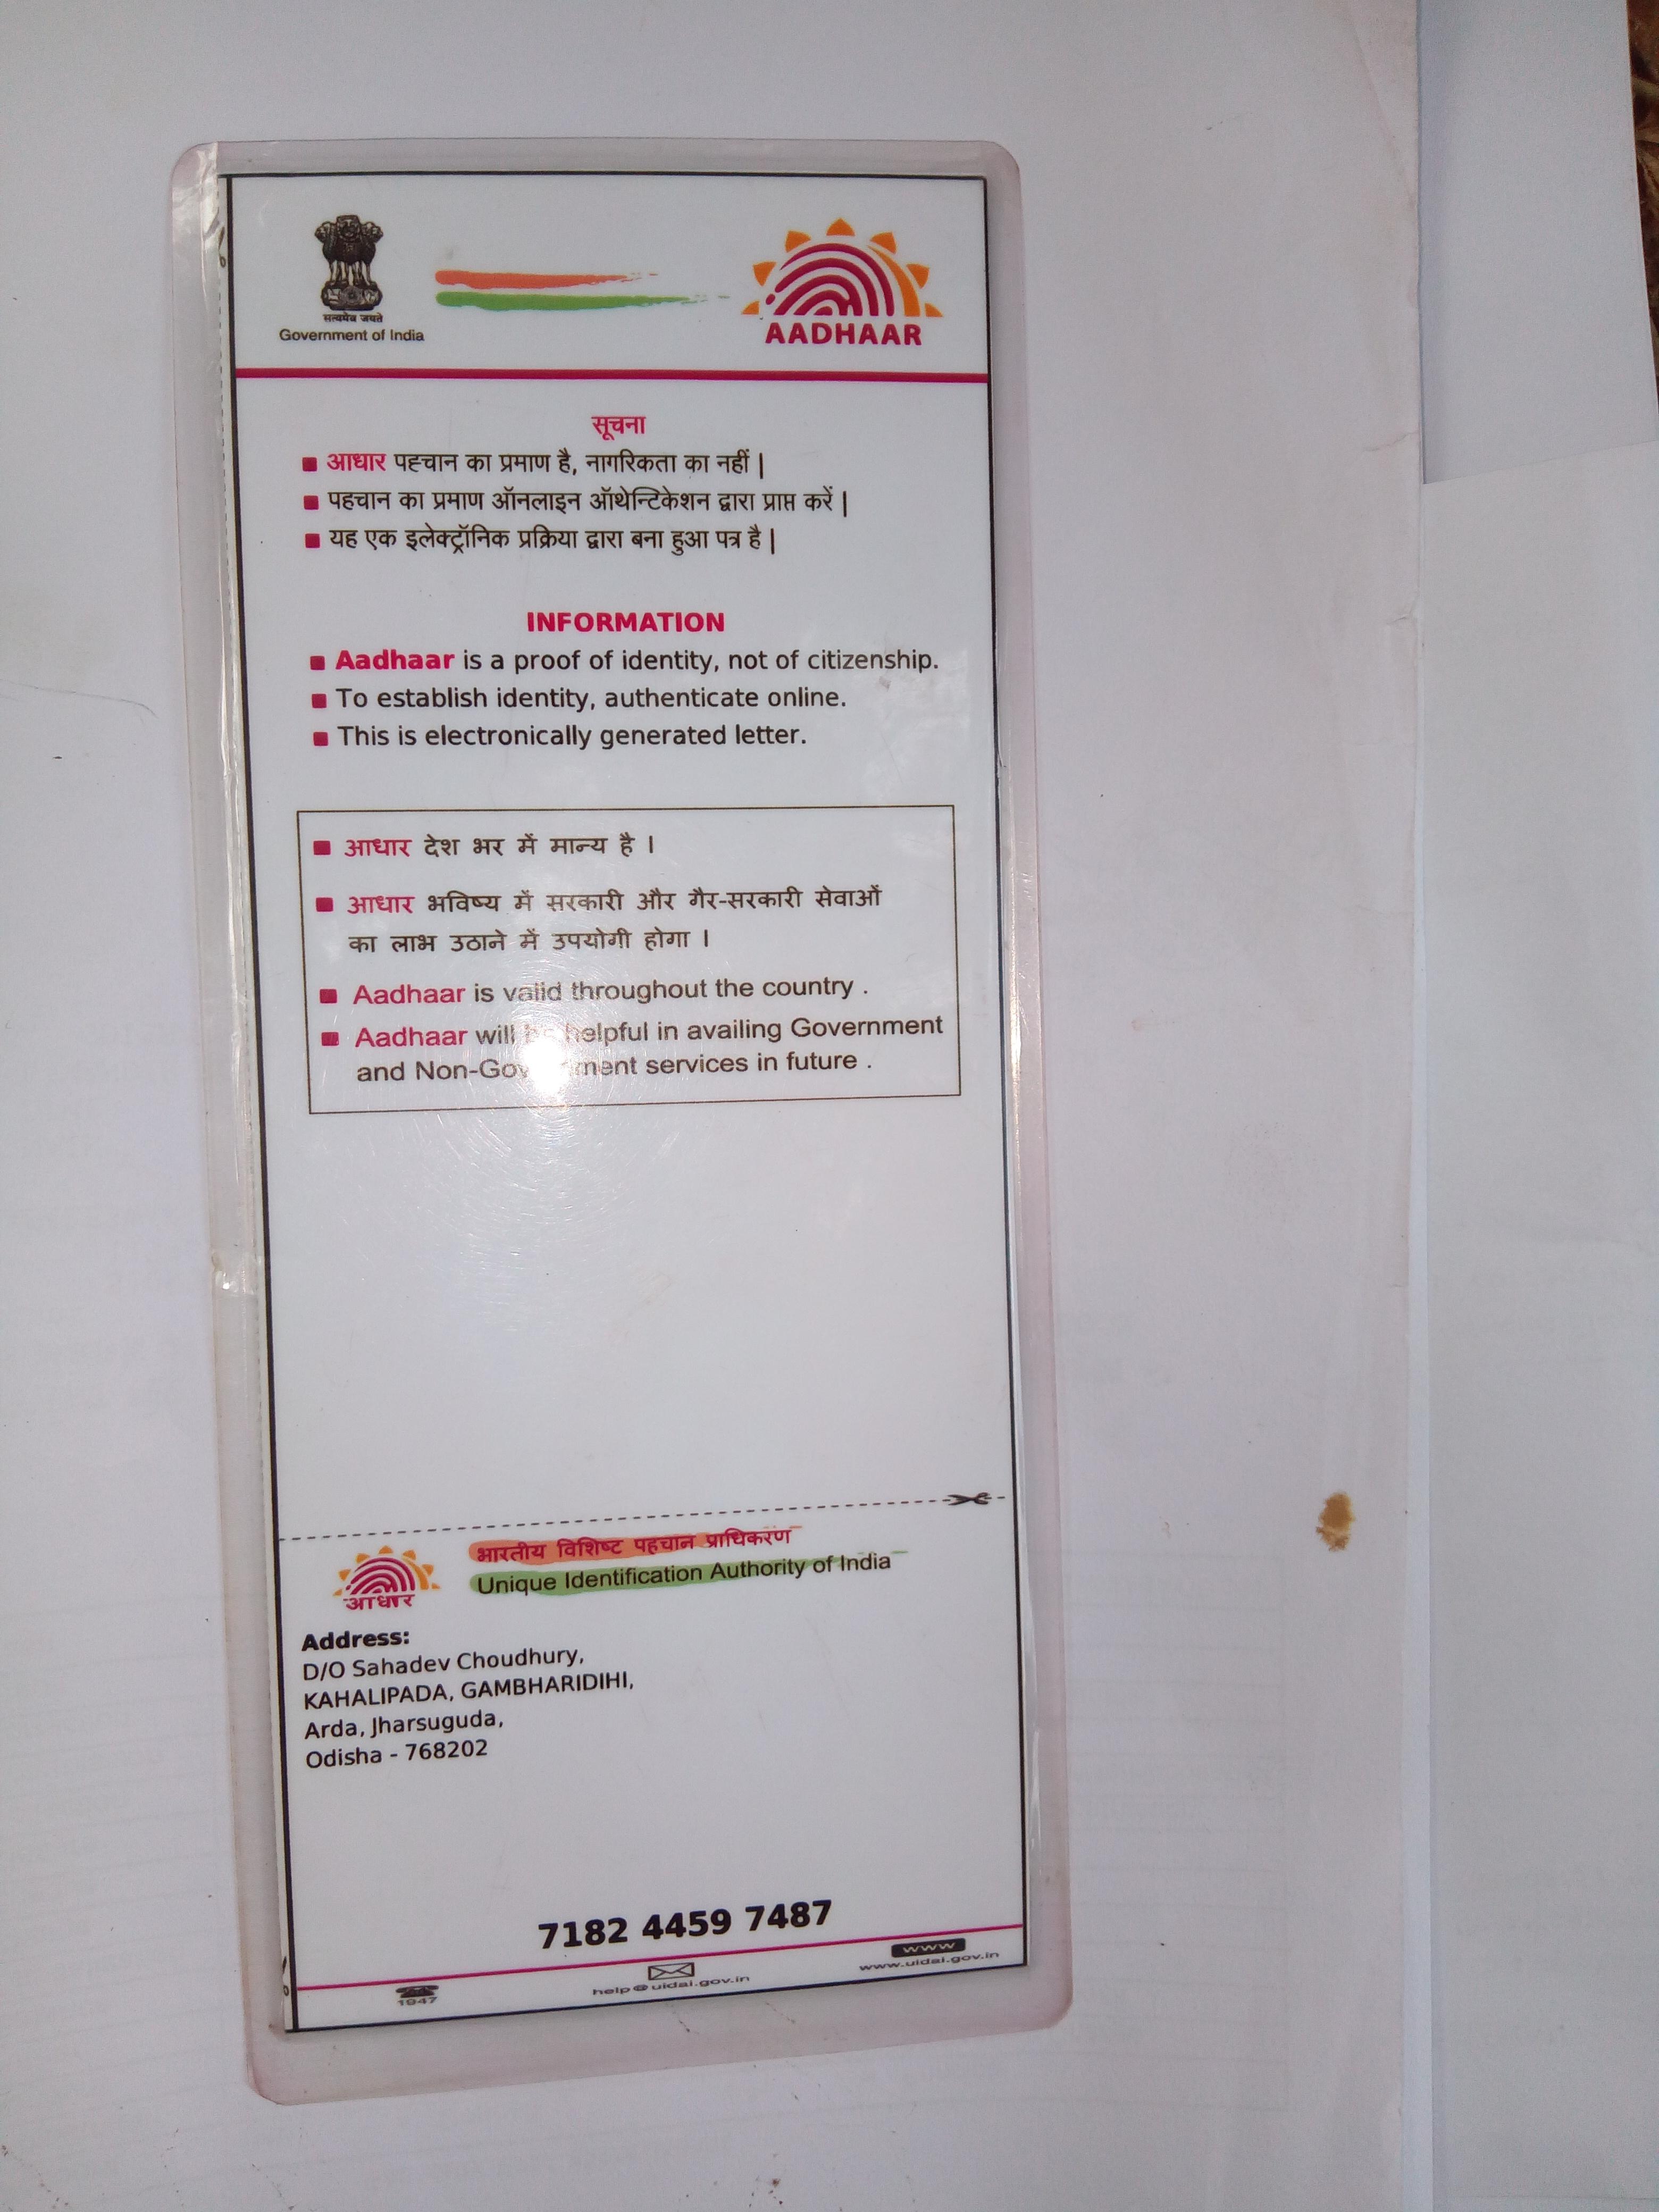 सत्यमेव जयते
Government of India
AADHAAR
सूचना
आधार पहचान का प्रमाण है, नागरिकता का नहीं |
पहचान का प्रमाण ऑनलाइन ऑथेन्टिकेशन द्वारा प्राप्त करें |
यह एक इलेक्ट्रॉनिक प्रक्रिया द्वारा बना हुआ पत्र है |
INFORMATION
Aadhaar is a proof of identity, not of citizenship.
To establish identity, authenticate online.
This is electronically generated letter.
आधार देश भर में मान्य है ।
आधार भविष्य में सरकारी और गैर-सरकारी सेवाओं
का लाभ उठाने में उपयोगी होगा ।
Aadhaar is valid throughout the country .
Aadhaar will be helpful in availing Government
and Non-Government services in future .
भारतीय विशिष्ट पहचान प्राधिकरण
Unique Identification Authority of India
आधार
Address:
D/O Sahadev Choudhury,
KAHALIPADA, GAMBHARIDIHI,
Arda, Jharsuguda,
Odisha - 768202
7182 4459 7487
1947
help@uidai.gov.in
www
www.uidai.gov.in